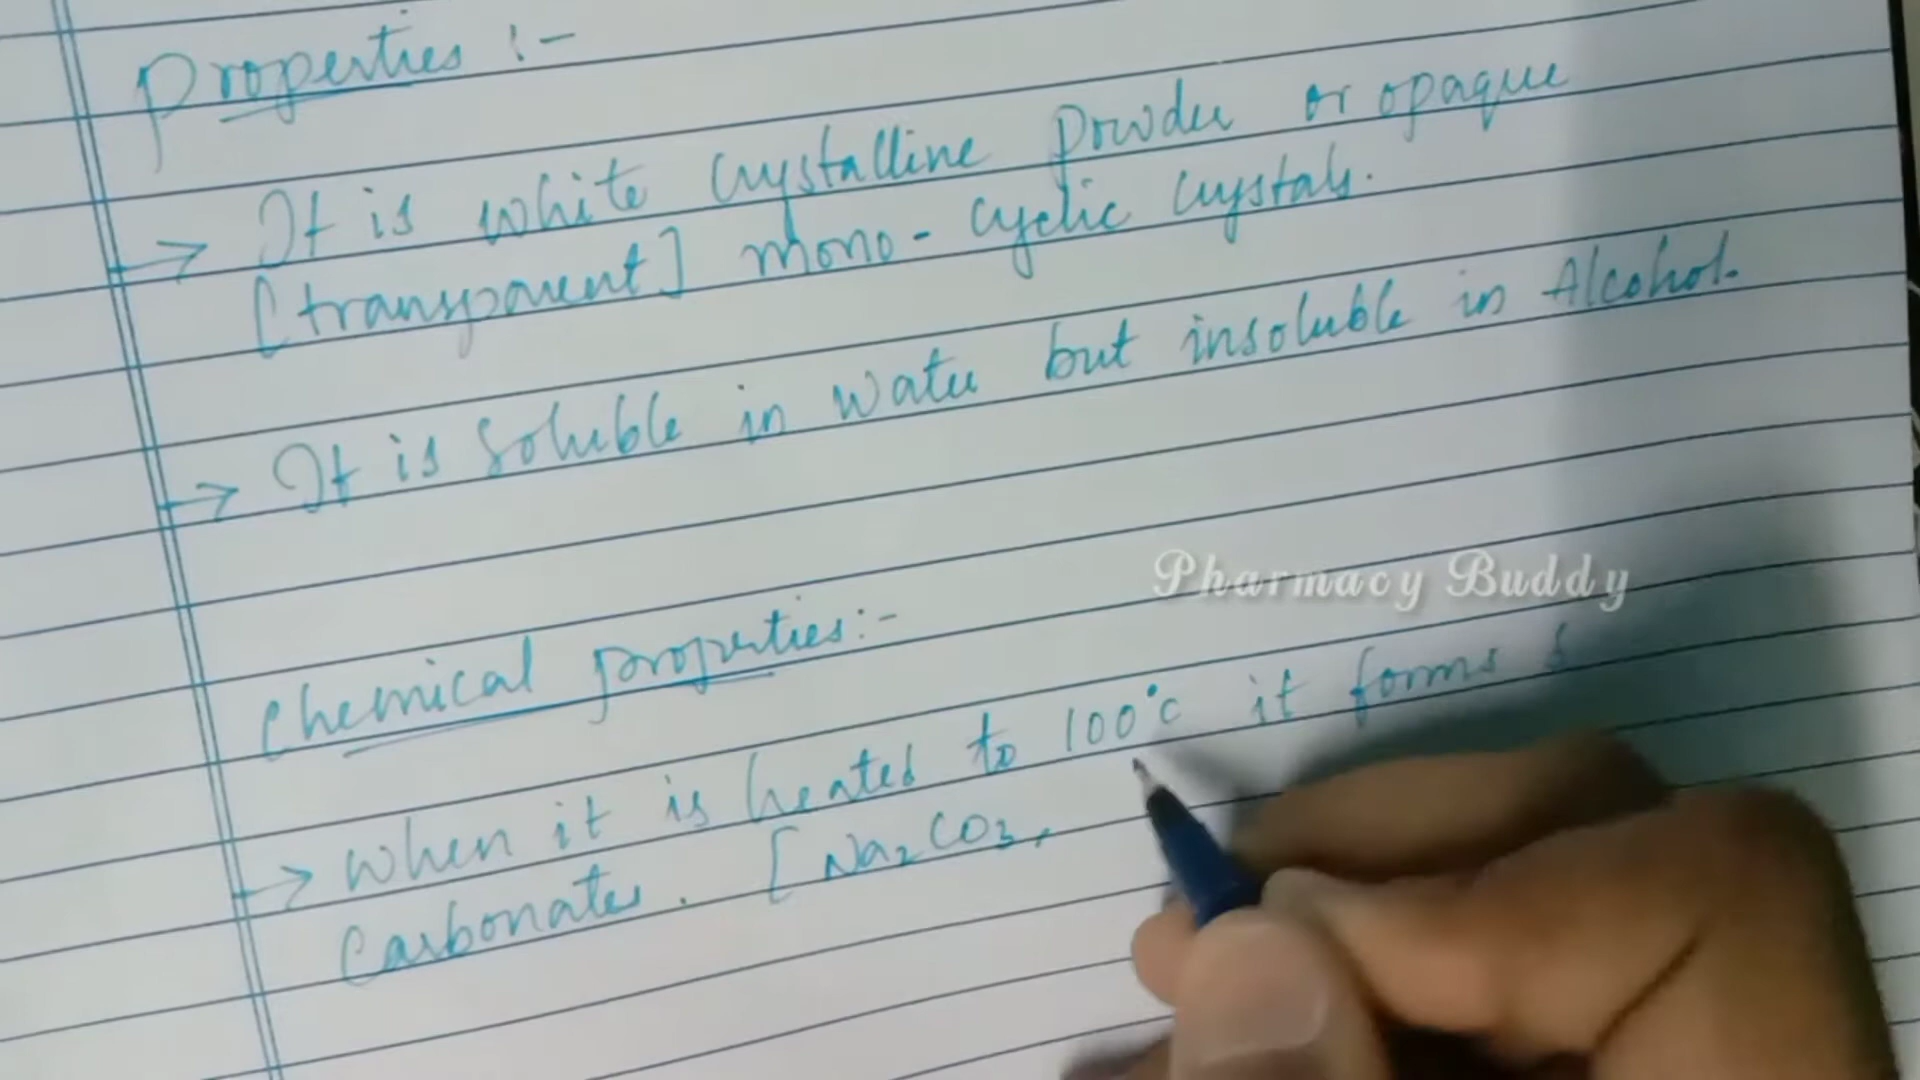 Properties :-
→ It is white crystalline powder or opaque
[transparent] mono-cyclic crystals.
→ It is soluble in water but insoluble in Alcohol.
Pharmacy Buddy
Chemical properties:-
→ When it is heated to 100°c it forms
Carbonates. [Na₂CO₃,